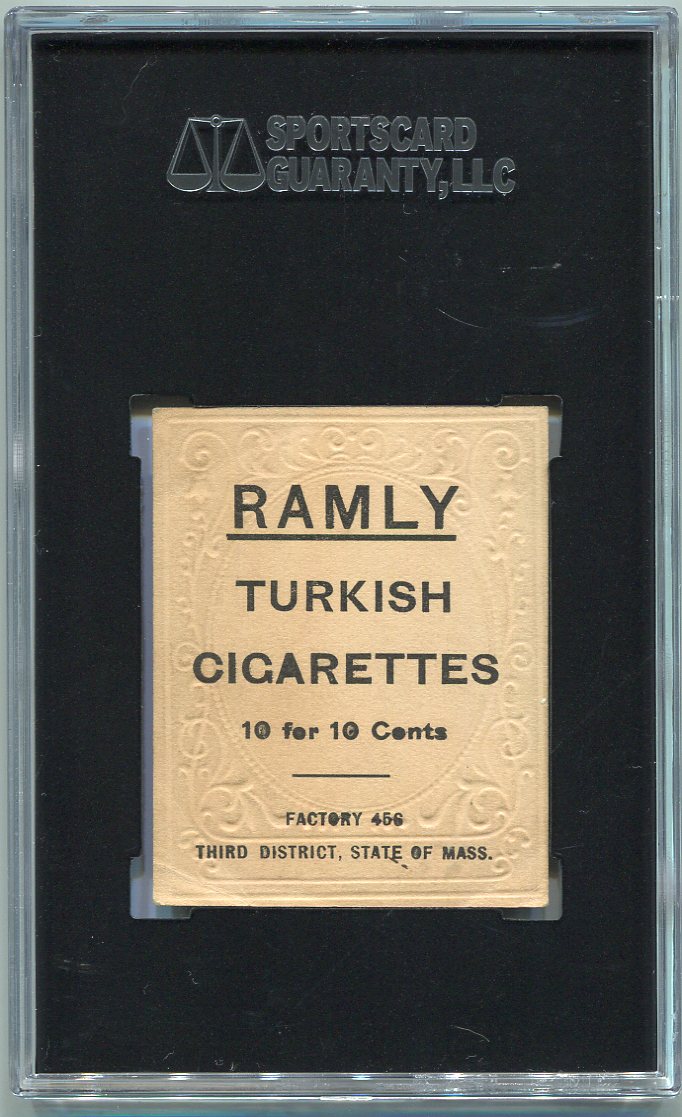 SPORTSCARD
GUARANTY, LLC
RAMLY
TURKISH
CIGARETTES
10 for 10 Cents
FACTORY 456
THIRD DISTRICT, STATE OF MASS.